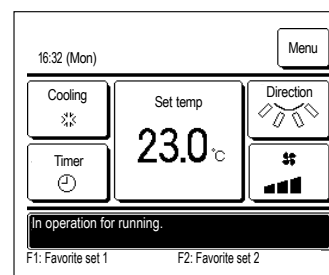 16:32 (Mon)
Menu
Cooling
Set temp
Direction
23.0 °C
Timer
In operation for running.
F1: Favorite set 1
F2: Favorite set 2